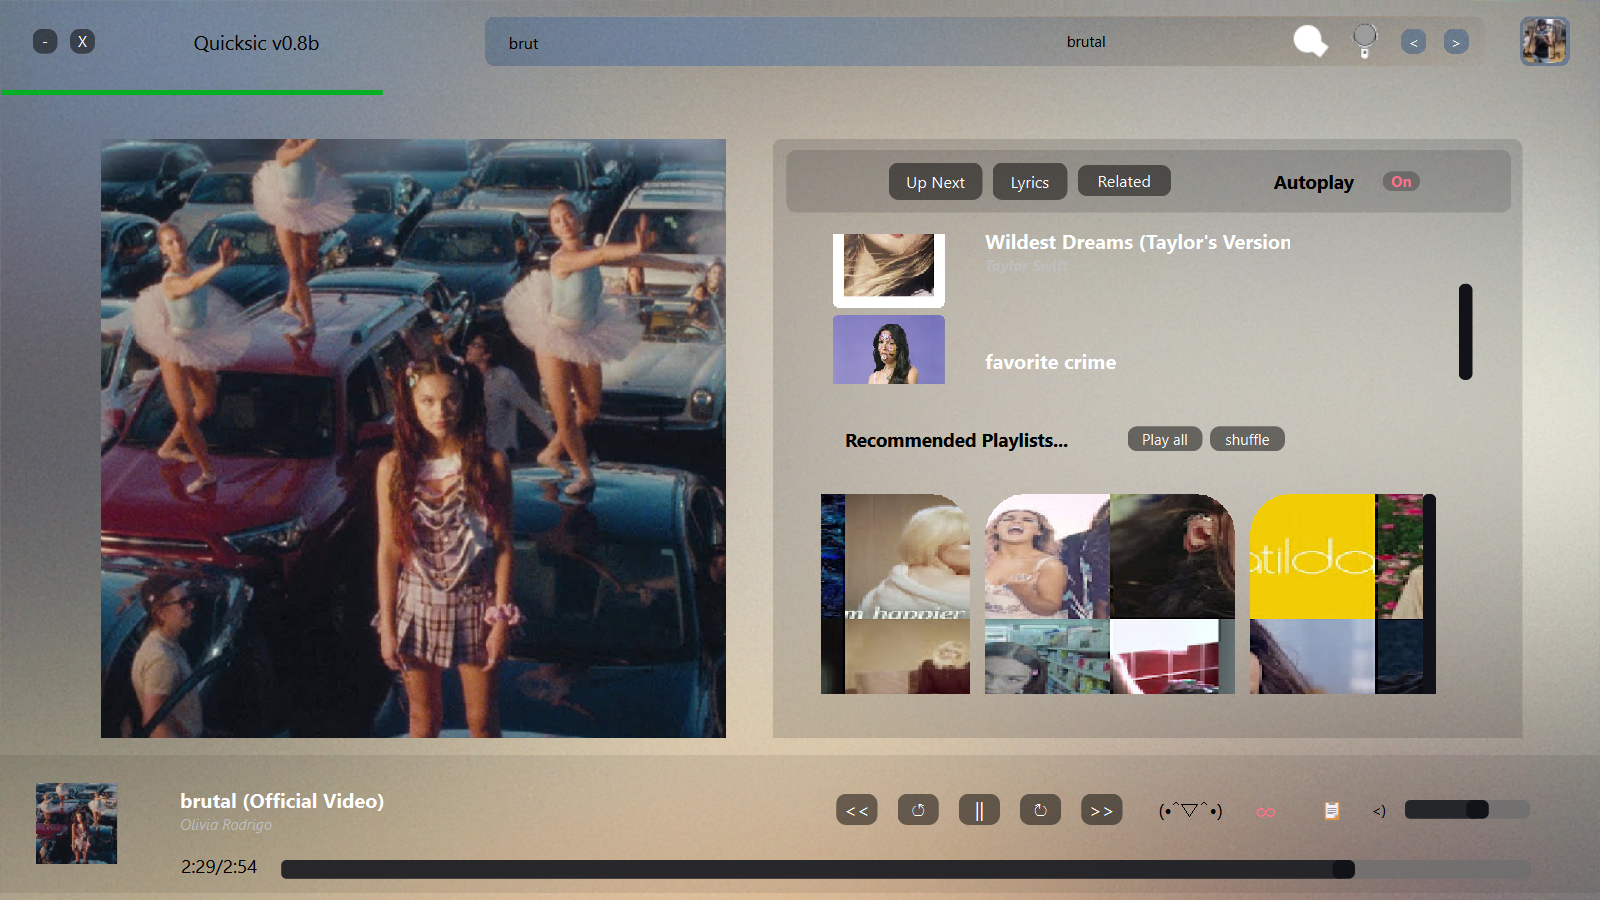 - X Quicksic v0.8b brut brutal < >
Up Next Lyrics Related Autoplay On
Wildest Dreams (Taylor's Version
Taylor Swift
favorite crime
Recommended Playlists... Play all shuffle
m happier
atilda
brutal (Official Video)
Olivia Rodrigo
<< || >> (•ˆ▽ˆ•) ∞ <)
2:29/2:54